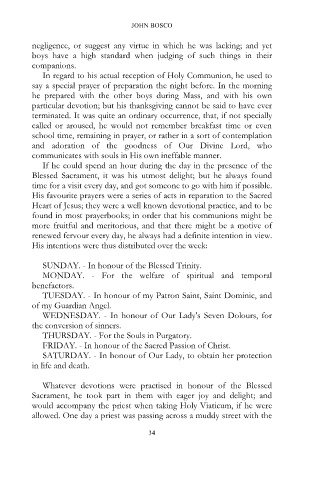 JOHN BOSCO
negligence, or suggest any virtue in which he was lacking; and yet
boys have a high standard when judging of such things in their
companions.
In regard to his actual reception of Holy Communion, he used to
say a special prayer of preparation the night before. In the morning
he prepared with the other boys during Mass, and with his own
particular devotion; but his thanksgiving cannot be said to have ever
terminated. It was quite an ordinary occurrence, that, if not specially
called or aroused, he would not remember breakfast time or even
school time, remaining in prayer, or rather in a sort of contemplation
and adoration of the goodness of Our Divine Lord, who
communicates with souls in His own ineffable manner.
If he could spend an hour during the day in the presence of the
Blessed Sacrament, it was his utmost delight; but he always found
time for a visit every day, and got someone to go with him if possible.
His favourite prayers were a series of acts in reparation to the Sacred
Heart of Jesus; they were a well known devotional practice, and to be
found in most prayerbooks; in order that his communions might be
more fruitful and meritorious, and that there might be a motive of
renewed fervour every day, he always had a definite intention in view.
His intentions were thus distributed over the week:
SUNDAY. - In honour of the Blessed Trinity.
MONDAY. - For the welfare of spiritual and temporal
benefactors.
TUESDAY. - In honour of my Patron Saint, Saint Dominic, and
of my Guardian Angel.
WEDNESDAY. - In honour of Our Lady's Seven Dolours, for
the conversion of sinners.
THURSDAY. - For the Souls in Purgatory.
FRIDAY. - In honour of the Sacred Passion of Christ.
SATURDAY. - In honour of Our Lady, to obtain her protection
in life and death.
Whatever devotions were practised in honour of the Blessed
Sacrament, he took part in them with eager joy and delight; and
would accompany the priest when taking Holy Viaticum, if he were
allowed. One day a priest was passing across a muddy street with the
34